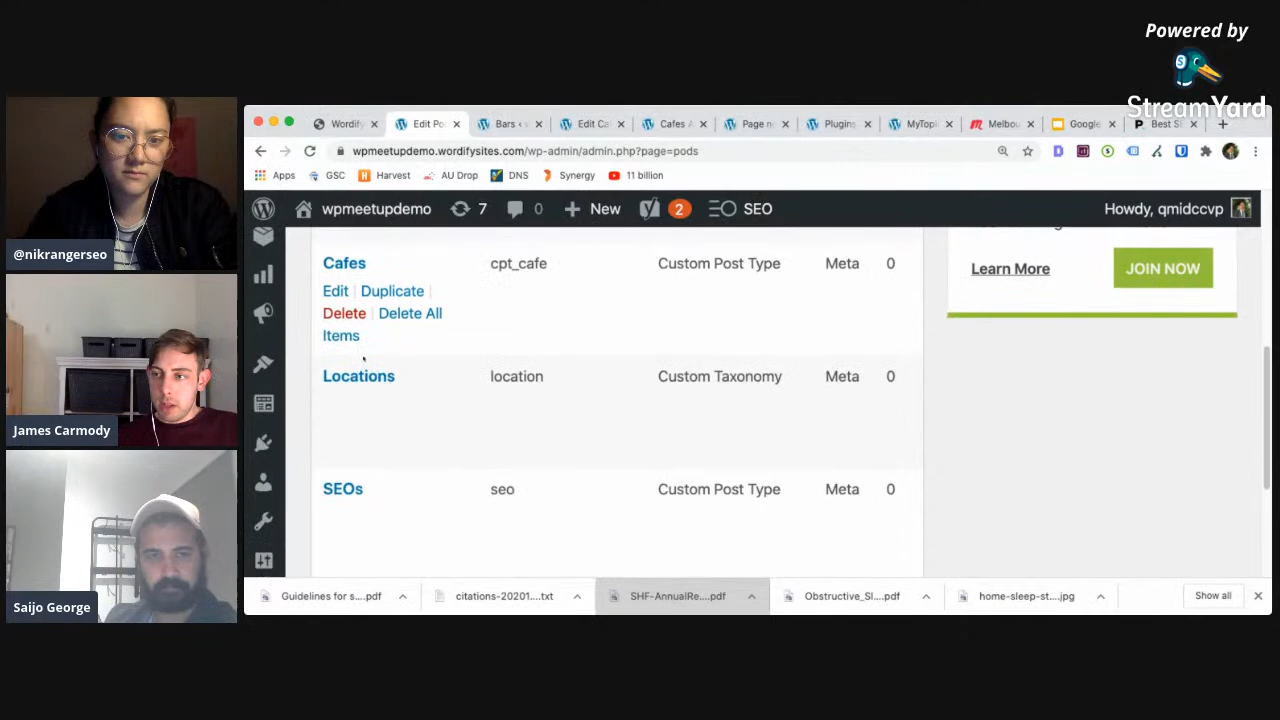 Powered by
StreamYard
@nikrangerseo
James Carmody
Saijo George
Wordify
Edit Po
Bars ‹ v
Edit Ca
Cafes A
Page n
Plugins
MyTopi
Melbou
Google
Best S
wpmeetupdemo.wordifysites.com/wp-admin/admin.php?page=pods
Apps
GSC
Harvest
AU Drop
DNS
Synergy
11 billion
wpmeetupdemo
7
0
New
2
SEO
Howdy, qmidccvp
Cafes
cpt_cafe
Custom Post Type
Meta
0
Edit | Duplicate |
Delete | Delete All
Items
Learn More
JOIN NOW
Locations
location
Custom Taxonomy
Meta
0
SEOs
seo
Custom Post Type
Meta
0
Guidelines for s....pdf
citations-20201....txt
SHF-AnnualRe....pdf
Obstructive_Sl....pdf
home-sleep-st....jpg
Show all